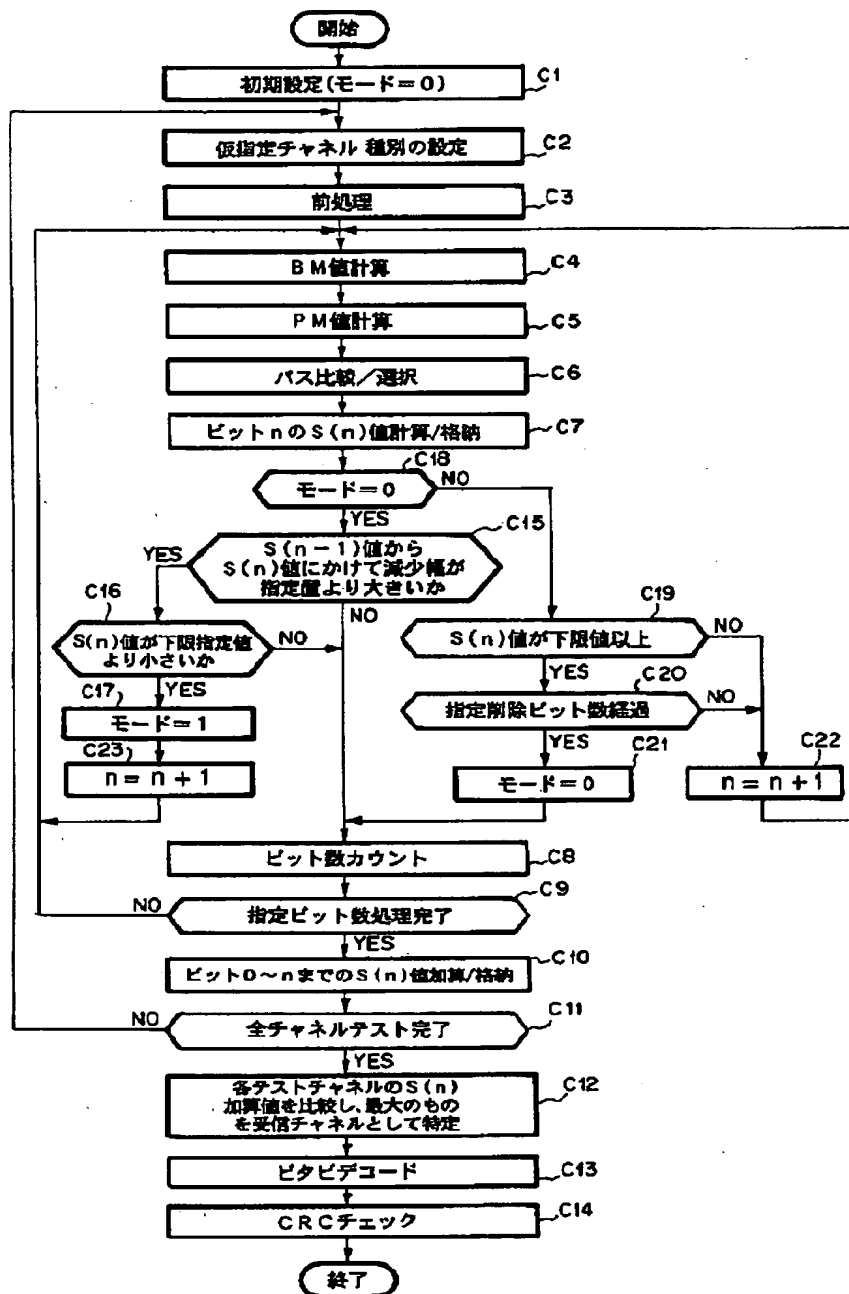 開始
初期設定(モード=0)
C1
仮指定チャネル 種別の設定
C2
前処理
C3
BM値計算
C4
PM値計算
C5
パス比較/選択
C6
ビットnのS(n)値計算/格納
C7
C18
モード=0
NO
YES
C15
YES
S(n-1)値から
S(n)値にかけて減少幅が
指定置より大きいか
NO
C16
S(n)値が下限指定値
より小さいか
NO
YES
C19
S(n)値が下限値以上
NO
YES
C20
指定削除ビット数経過
NO
YES
C17
モード=1
C23
n=n+1
C21
モード=0
C22
n=n+1
ビット数カウント
C8
C9
NO
指定ビット数処理完了
YES
C10
ビット0~nまでのS(n)値加算/格納
NO
全チャネルテスト完了
C11
YES
各テストチャネルのS(n)
加算値を比較し、最大のもの
を受信チャネルとして特定
C12
ビタビデコード
C13
CRCチェック
C14
終了